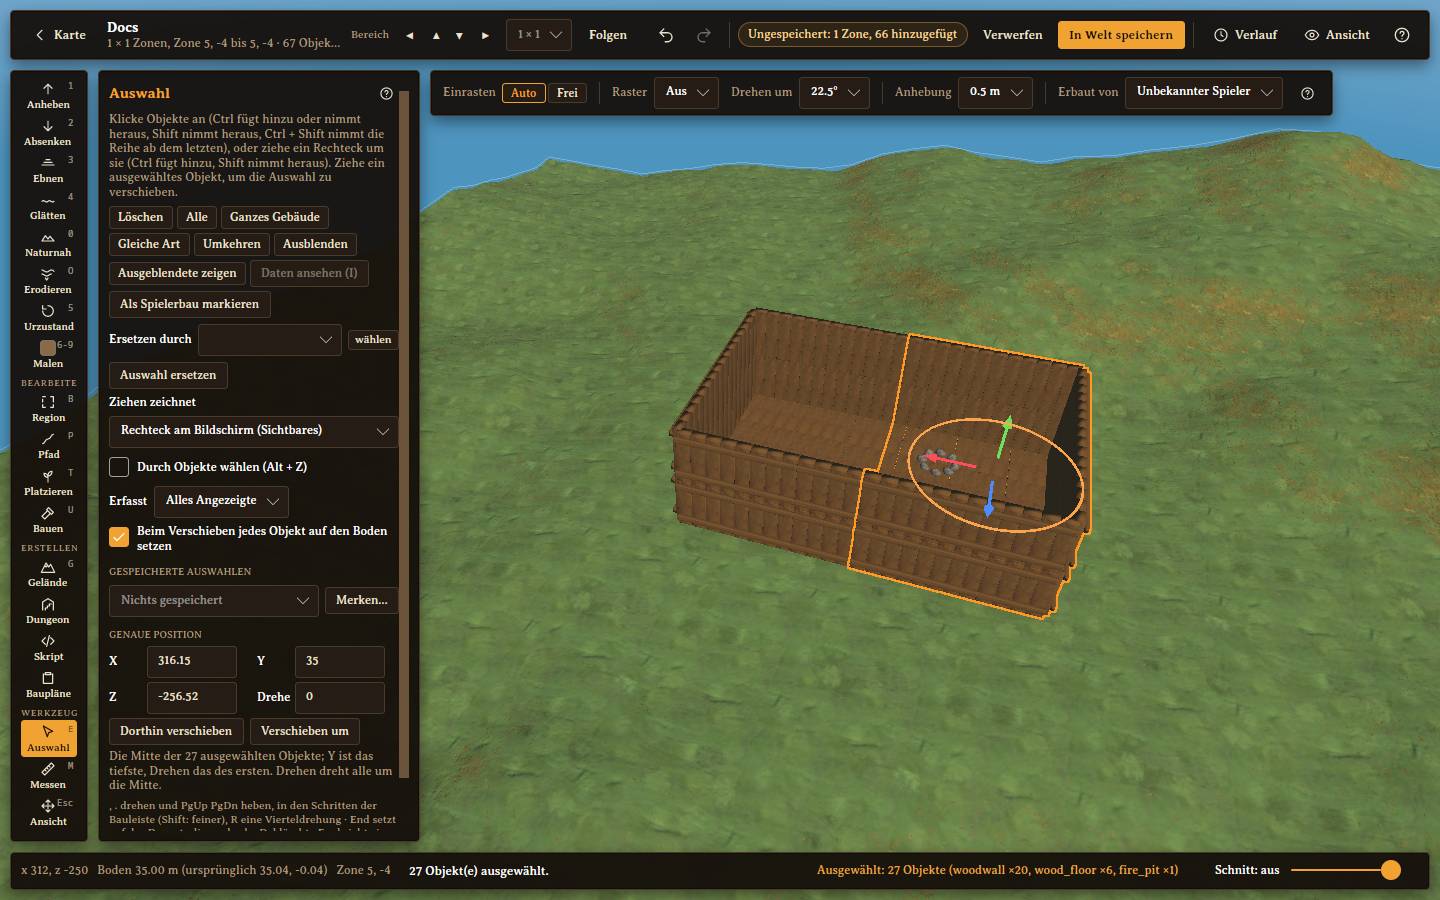 Karte
Docs
1 × 1 Zonen, Zone 5, -4 bis 5, -4 · 67 Objek...
Bereich
1 × 1
Folgen
Ungespeichert: 1 Zone, 66 hinzugefügt
Verwerfen
In Welt speichern
Verlauf
Ansicht
1
Anheben
2
Absenken
3
Ebnen
4
Glätten
0
Naturnah
O
Erodieren
5
Urzustand
6-9
Malen
BEARBEITE
B
Region
P
Pfad
T
Platzieren
U
Bauen
ERSTELLEN
G
Gelände
Dungeon
Skript
Baupläne
WERKZEUG
E
Auswahl
M
Messen
Esc
Ansicht
Auswahl
Klicke Objekte an (Ctrl fügt hinzu oder nimmt
heraus, Shift nimmt heraus, Ctrl + Shift nimmt die
Reihe ab dem letzten), oder ziehe ein Rechteck um
sie (Ctrl fügt hinzu, Shift nimmt heraus). Ziehe ein
ausgewähltes Objekt, um die Auswahl zu
verschieben.
Löschen Alle Ganzes Gebäude
Gleiche Art Umkehren Ausblenden
Ausgeblendete zeigen Daten ansehen (I)
Als Spielerbau markieren
Ersetzen durch wählen
Auswahl ersetzen
Ziehen zeichnet
Rechteck am Bildschirm (Sichtbares)
Durch Objekte wählen (Alt + Z)
Erfasst Alles Angezeigte
Beim Verschieben jedes Objekt auf den Boden
setzen
GESPEICHERTE AUSWAHLEN
Nichts gespeichert Merken...
GENAUE POSITION
X 316.15 Y 35
Z -256.52 Drehe 0
Dorthin verschieben Verschieben um
Die Mitte der 27 ausgewählten Objekte; Y ist das
tiefste, Drehen das des ersten. Drehen dreht alle um
die Mitte.
, . drehen und PgUp PgDn heben, in den Schritten der
Bauleiste (Shift: feiner), R eine Vierteldrehung · End setzt
Einrasten Auto Frei Raster Aus Drehen um 22.5° Anhebung 0.5 m Erbaut von Unbekannter Spieler
x 312, z -250 Boden 35.00 m (ursprünglich 35.04, -0.04) Zone 5, -4 27 Objekt(e) ausgewählt. Ausgewählt: 27 Objekte (woodwall ×20, wood_floor ×6, fire_pit ×1) Schnitt: aus